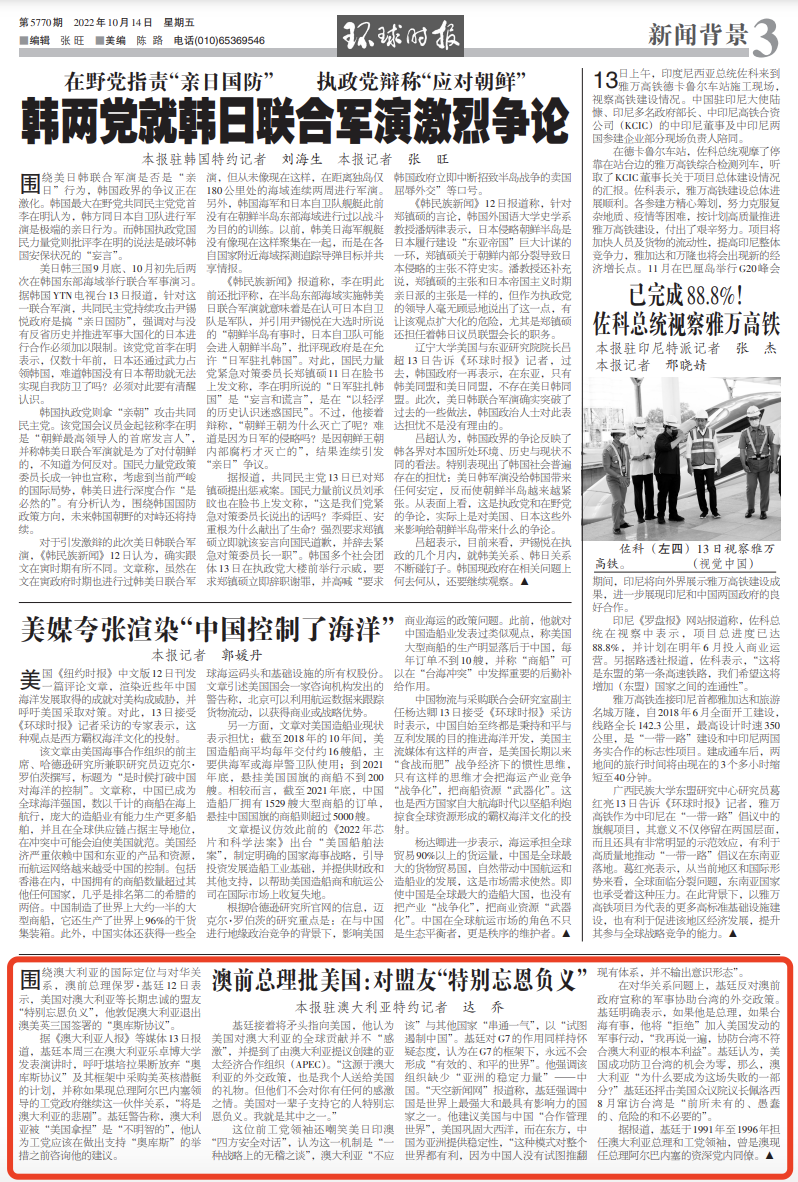 第5770期 2022年10月14日 星期五
■编辑 张旺 ■美编 陈路 电话(010)65369546
环球时报
新闻背景 3
在野党指责“亲日国防” 执政党辩称“应对朝鲜”
韩两党就韩日联合军演激烈争论
本报驻韩国特约记者 刘海生 本报记者 张旺
围绕美日韩联合军演是否是“亲
日”行为，韩国政界的争议正在
激化。韩国最大在野党共同民主党党首
李在明认为，韩方同日本自卫队进行军
演是极端的亲日行为。而韩国执政党国
民力量党则批评李在明的说法是破坏韩
国安保状况的“妄言”。
美日韩三国9月底、10月初先后两
次在韩国东部海域举行联合军事演习。
据韩国YTN电视台13日报道，针对这
一联合军演，共同民主党持续攻击尹锡
悦政府是搞“亲日国防”，强调对与没
有反省历史并推进军事大国化的日本进
行合作必须加以限制。该党党首李在明
表示，仅数十年前，日本还通过武力占
领韩国，难道韩国没有日本帮助就无法
实现自我防卫了吗？必须对此要有清醒
认识。
韩国执政党则拿“亲朝”攻击共同
民主党。该党国会议员金起铉称李在明
是“朝鲜最高领导人的首席发言人”，
并称韩美日联合军演就是为了对付朝鲜
的，不知道为何反对。国民力量党政策
委员长成一钟也宣称，考虑到当前严峻
的国际局势，韩美日进行深度合作“是
必然的”。有分析认为，围绕韩国国防
政策方向，未来韩国朝野的对峙还将持
续。
对于引发激辩的此次美日韩联合军
演，《韩民族新闻》12日认为，确实跟
文在寅时期有所不同。文章称，虽然在
文在寅政府时期也进行过韩美日联合军
演，但从未像现在这样，在距离独岛仅
180公里处的海域连续两周进行军演。
另外，韩国海军和日本自卫队舰艇此前
没有在朝鲜半岛东部海域进行过以战斗
为目的的训练。以前，韩美日海军舰艇
没有像现在这样聚集在一起，而是在各
自国家附近海域探测追踪导弹目标并共
享情报。
《韩民族新闻》报道称，李在明此
前还批评称，在半岛东部海域实施韩美
日联合军演就意味着是在认可日本自卫
队是军队，并引用尹锡悦在大选时所说
的“朝鲜半岛有事时，日本自卫队可能
会进入朝鲜半岛”，批评现政府是在允
许“日军驻扎韩国”。对此，国民力量
党紧急对策委员长郑镇硕11日在脸书
上发文称，李在明所说的“日军驻扎韩
国”是“妄言和谎言”，是在“以轻浮
的历史认识迷惑国民”。不过，他接着
辩称，“朝鲜王朝为什么灭亡了呢？难
道是因为日军的侵略吗？是因朝鲜王朝
内部腐朽才灭亡的”，结果连续引发
“亲日”争议。
据报道，共同民主党13日已对郑
镇硕提出惩戒案。国民力量前议员刘承
旼也在脸书上发文称，“这是我们党紧
急对策委员长说出的话吗？李舜臣、安
重根为什么献出了生命？强烈要求郑镇
硕立即就该妄言向国民道歉，并辞去紧
急对策委员长一职”。韩国多个社会团
体13日在执政党大楼前举行示威，要
求郑镇硕立即辞职谢罪，并高喊“要求
韩国政府立即中断招致半岛战争的卖国
屈辱外交”等口号。
《韩民族新闻》12日报道称，针对
郑镇硕的言论，韩国外国语大学史学系
教授潘炳律表示，日本侵略朝鲜半岛是
日本履行建设“东亚帝国”巨大计谋的
一环，郑镇硕关于朝鲜内部分裂导致日
本侵略的主张不符史实。潘教授还补充
说，郑镇硕的主张和日本帝国主义时期
亲日派的主张是一样的，但作为执政党
的领导人毫无顾忌地说出了这一点，有
让该观点扩大化的危险，尤其是郑镇硕
还担任着韩日议员联盟会长的职务。
辽宁大学美国与东亚研究院院长吕
超13日告诉《环球时报》记者，过
去，韩国政府一再表示，在东亚，只有
韩美同盟和美日同盟，不存在美日韩同
盟。此次，美日韩联合军演确实突破了
过去的一些做法，韩国政治人士对此表
达担忧不是没有理由的。
吕超认为，韩国政界的争论反映了
韩各界对本国所处环境、历史与现状不
同的看法。特别表现出了韩国社会普遍
存在的担忧：美日韩军演没给韩国带来
任何安定，反而使朝鲜半岛越来越紧
张。从表面上看，这是执政党和在野党
的争论，实际上是对美国、日本这些外
来影响给朝鲜半岛带来什么的争论。
吕超表示，目前来看，尹锡悦在执
政的几个月内，就韩美关系、韩日关系
不断碰钉子。韩国现政府在相关问题上
何去何从，还要继续观察。▲
13日上午，印度尼西亚总统佐科来到
雅万高铁德卡鲁尔车站施工现场，
视察高铁建设情况。中国驻印尼大使陆
慷、印尼多名政府部长、中印尼高铁合资
公司（KCIC）的中印尼董事及中印尼两
国参建企业部分现场负责人陪同。
在德卡鲁尔车站，佐科总统观摩了停
靠在站台边的雅万高铁综合检测列车，听
取了KCIC董事长关于项目总体建设情况
的汇报。佐科表示，雅万高铁建设总体进
展顺利。各参建方精心筹划，努力克服复
杂地质、疫情等困难，按计划高质量推进
雅万高铁建设，付出了艰辛努力。项目将
加快人员及货物的流动性，提高印尼整体
竞争力，雅加达和万隆也将会出现新的经
济增长点。11月在巴厘岛举行G20峰会
已完成88.8%！
佐科总统视察雅万高铁
本报驻印尼特派记者 张杰
本报记者 邢晓婧
佐科（左四）13日视察雅万
高铁。 （视觉中国）
期间，印尼将向外界展示雅万高铁建设成
果，进一步展现印尼和中国两国政府的良
好合作。
印尼《罗盘报》网站报道称，佐科总
统在视察中表示，项目总进度已达
88.8%，并计划在明年6月投入商业运
营。另据路透社报道，佐科表示，“这将
是东盟的第一条高速铁路，我们希望这将
增加（东盟）国家之间的连通性”。
雅万高铁连接印尼首都雅加达和旅游
名城万隆，自2018年6月全面开工建设，
线路全长142.3公里，最高设计时速350
公里，是“一带一路”建设和中印尼两国
务实合作的标志性项目。建成通车后，两
地间的旅行时间将由现在的3个多小时缩
短至40分钟。
广西民族大学东盟研究中心研究员葛
红亮13日告诉《环球时报》记者，雅万
高铁作为中印尼在“一带一路”倡议中的
旗舰项目，其意义不仅停留在两国层面，
而且还具有非常明显的示范效应，有利于
高质量地推动“一带一路”倡议在东南亚
落地。葛红亮表示，从当前地区和国际形
势来看，全球面临分裂问题，东南亚国家
也承受着这种压力。在此背景下，以雅万
高铁项目为代表的更多高标准基础设施建
设，也有利于促进该地区经济发展，提升
其参与全球战略竞争的能力。▲
美媒夸张渲染“中国控制了海洋”
本报记者 郭媛丹
美国《纽约时报》中文版12日刊发
一篇评论文章，渲染近些年中国
海洋发展取得的成就对美构成威胁，并
呼吁美国采取对策。对此，13日接受
《环球时报》记者采访的专家表示，这
种观点是西方霸权海洋文化的投射。
该文章由美国海事合作组织的前主
席、哈德逊研究所兼职研究员迈克尔·
罗伯茨撰写，标题为“是时候打破中国
对海洋的控制”。文章称，中国已成为
全球海洋强国，数以千计的商船在海上
航行，庞大的造船业有能力生产更多船
舶，并且在全球供应链占据主导地位，
在冲突中可能会迫使美国就范。美国经
济严重依赖中国和东亚的产品和资源，
而航运网络越来越受中国的控制。包括
香港在内，中国拥有的商船数量超过其
他任何国家，几乎是排名第二的希腊的
两倍。中国制造了世界上大约一半的大
型商船，它还生产了世界上96%的干货
集装箱。此外，中国实体还获得一些全
球海运码头和基础设施的所有权股份。
文章引述美国国会一家咨询机构发出的
警告称，北京可以利用航运数据来跟踪
货物流动，以获得商业或战略优势。
另一方面，文章对美国造船业现状
表示担忧：截至2018年的10年间，美
国造船商平均每年交付约16艘船，主
要供海军或海岸警卫队使用；到2021
年底，悬挂美国国旗的商船不到200
艘。相较而言，截至2021年底，中国
造船厂拥有1529艘大型商船的订单，
悬挂中国国旗的商船则超过5000艘。
文章提议仿效此前的《2022年芯
片和科学法案》出台“美国船舶法
案”，制定明确的国家海事战略，引导
投资发展造船工业基础，并提供财政和
其他支持，以帮助美国造船商和航运公
司在国际市场上收复失地。
根据哈德逊研究所官网的信息，迈
克尔·罗伯茨的研究重点是：在与中国
进行地缘政治竞争的背景下，影响美国
商业海运的政策问题。此前，他就对
中国造船业发表过类似观点，称美国
大型商船的生产明显落后于中国，每
年订单不到10艘，并称“商船”可以
在“台海冲突”中发挥重要的后勤补
给作用。
中国物流与采购联合会研究室副主
任杨达卿13日接受《环球时报》采访
时表示，中国自始至终都是秉持和平与
互利发展的目的推进海洋开发，美国主
流媒体有这样的声音，是美国长期以来
“食战而肥”战争经济下的惯性思维，
只有这样的思维才会把海运产业竞争
“战争化”，把商船资源“武器化”。这
也是西方国家自大航海时代以坚船利炮
掠食全球资源形成的霸权海洋文化的投
射。
杨达卿进一步表示，海运承担全球
贸易90%以上的货运量，中国是全球最
大的货物贸易国，自然带动中国航运和
造船业的发展，这是市场需求使然。即
使中国是全球最大的造船大国，也没有
把产业“战争化”，把商业资源“武器
化”。中国在全球航运市场的角色不只
是生态平衡者，更是秩序的维护者。▲
澳前总理批美国：对盟友“特别忘恩负义”
本报驻澳大利亚特约记者 达乔
围绕澳大利亚的国际定位与对华关
系，澳前总理保罗·基廷12日表
示，美国对澳大利亚等长期忠诚的盟友
“特别忘恩负义”，他敦促澳大利亚退出
澳美英三国签署的“奥库斯协议”。
据《澳大利亚人报》等媒体13日报
道，基廷本周三在澳大利亚乐卓博大学
发表演讲时，呼吁堪培拉果断放弃“奥
库斯协议”及其框架中采购美英核潜艇
的计划，并称如果现总理阿尔巴内塞领
导的工党政府继续这一伙伴关系，“将是
澳大利亚的悲剧”。基廷警告称，澳大利
亚被“美国拿捏”是“不明智的”，他认
为工党应该在做出支持“奥库斯”的举
措之前咨询他的建议。
基廷接着将矛头指向美国，他认为
美国对澳大利亚的全球贡献并不“感
激”，并提到了由澳大利亚提议创建的亚
太经济合作组织（APEC）。“这源于澳大
利亚的外交政策，也是我个人送给美国的
礼物。但他们不会对你有任何的感激
之情。美国对一辈子支持它的人特别忘
恩负义。我就是其中之一。”
这位前工党领袖还嘲笑美日印澳
“四方安全对话”，认为这一机制是“一
种战略上的无稽之谈”，澳大利亚“不应
该”与其他国家“串通一气”，以“试图
遏制中国”。基廷对G7的作用同样持怀
疑态度，认为在G7的框架下，永远不会
形成“有效的、和平的世界”。他强调该
组织缺少“亚洲的稳定力量”——中
国。“天空新闻网”报道称，基廷强调中
国是世界上最强大和最具有影响力的国
家之一。他建议美国与中国“合作管理
世界”，美国巩固大西洋，而在东方，中
国为亚洲提供稳定性，“这种模式对整个
世界都有利，因为中国人没有试图推翻
现有体系，并不输出意识形态”。
在对华关系问题上，基廷反对澳前
政府宣称的军事协助台湾的外交政策。
基廷明确表示，如果他是总理，如果台
海有事，他将“拒绝”加入美国发动的
军事行动，“我再说一遍，协防台湾不符
合澳大利亚的根本利益”。基廷认为，美
国成功防卫台湾的机会为零，那么，澳
大利亚“为什么要成为这场失败的一部
分？”基廷还抨击美国众议院议长佩洛西
8月窜访台湾是“前所未有的、愚蠢
的、危险的和不必要的”。
据报道，基廷于1991年至1996年担
任澳大利亚总理和工党领袖，曾是澳现
任总理阿尔巴内塞的资深党内同僚。▲